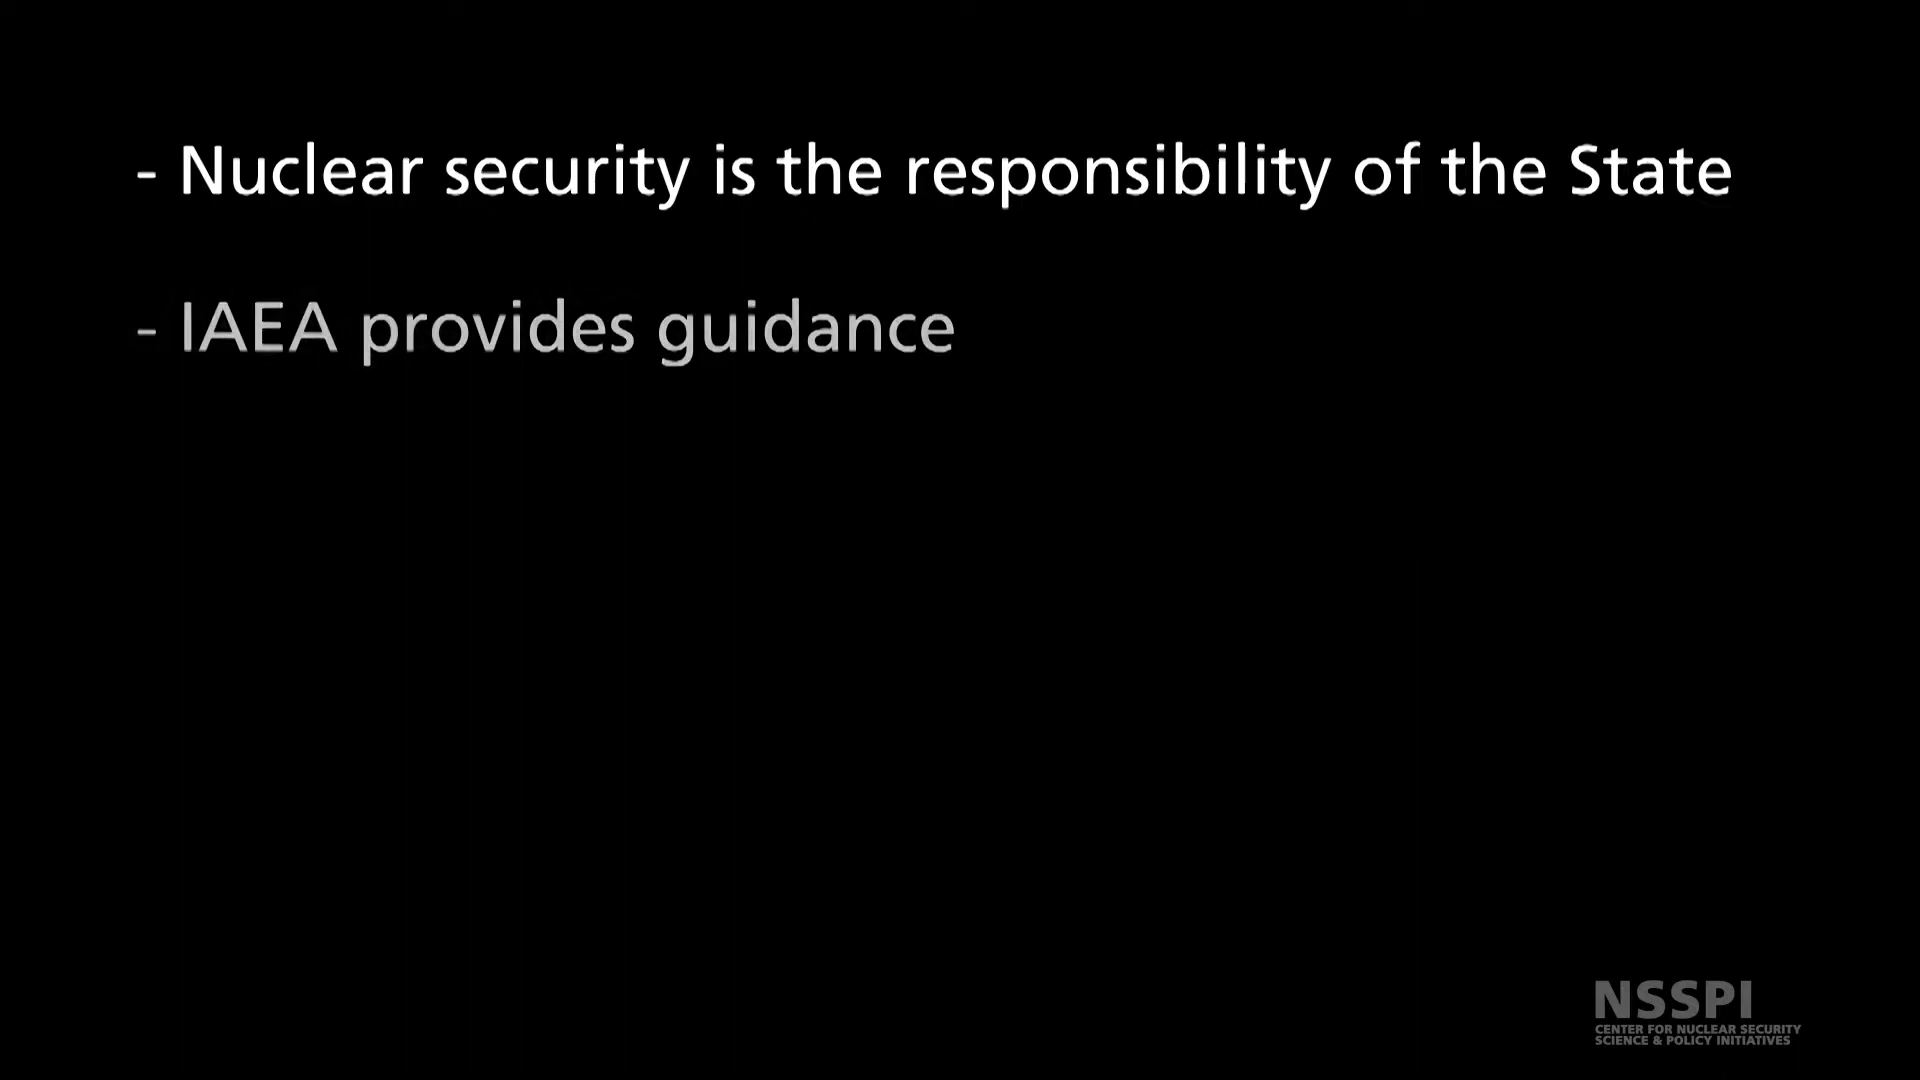 - Nuclear security is the responsibility of the State
- IAEA provides guidance
NSSPI
CENTER FOR NUCLEAR SECURITY
SCIENCE & POLICY INITIATIVES